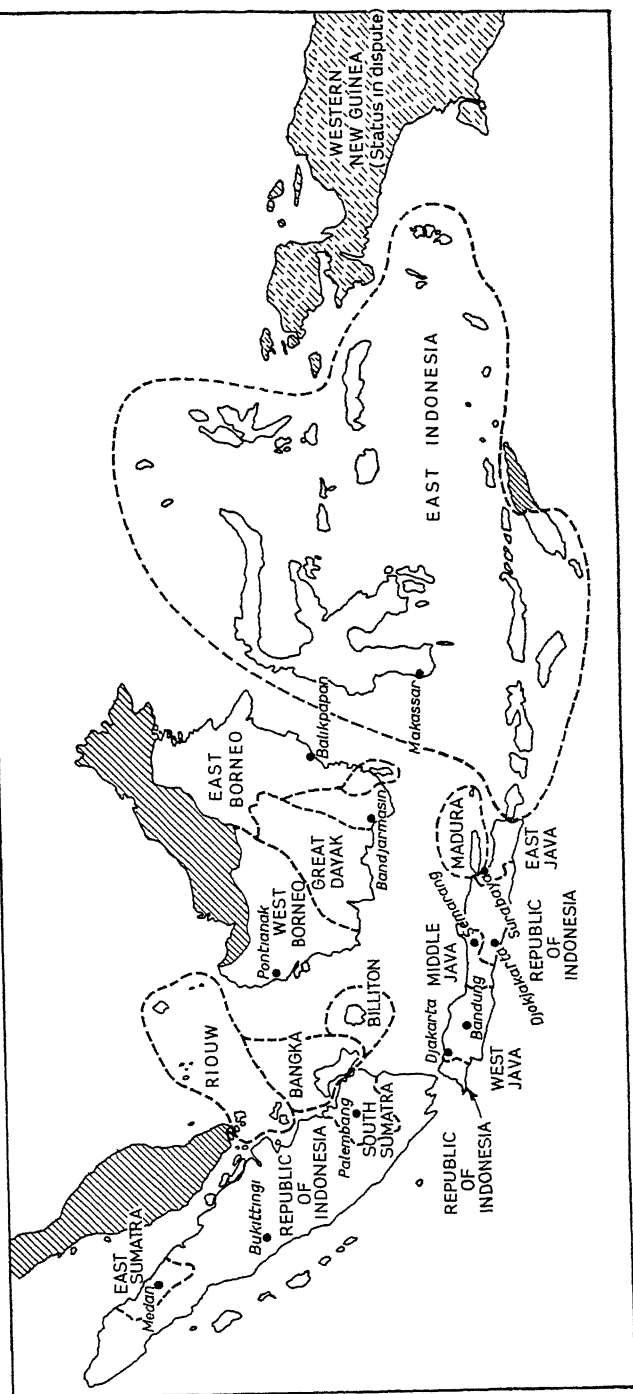 WESTERN
NEW GUINEA
(Status in dispute)
EAST INDONESIA
EAST
BORNEO
Balikpapan
Makassar
GREAT
DAYAK
Bandjarmasin
Pontianak
WEST
BORNEO
RIOUW
BANGKA
BILLITON
EAST
SUMATRA
Medan
Bukittingi
REPUBLIC
OF
INDONESIA
Palembang
SOUTH
SUMATRA
REPUBLIC
OF
INDONESIA
Djakarta
Bandung
WEST
JAVA
MIDDLE
JAVA
Semarang
Djokjakarta
Surabaya
REPUBLIC
OF
INDONESIA
MADURA
EAST
JAVA